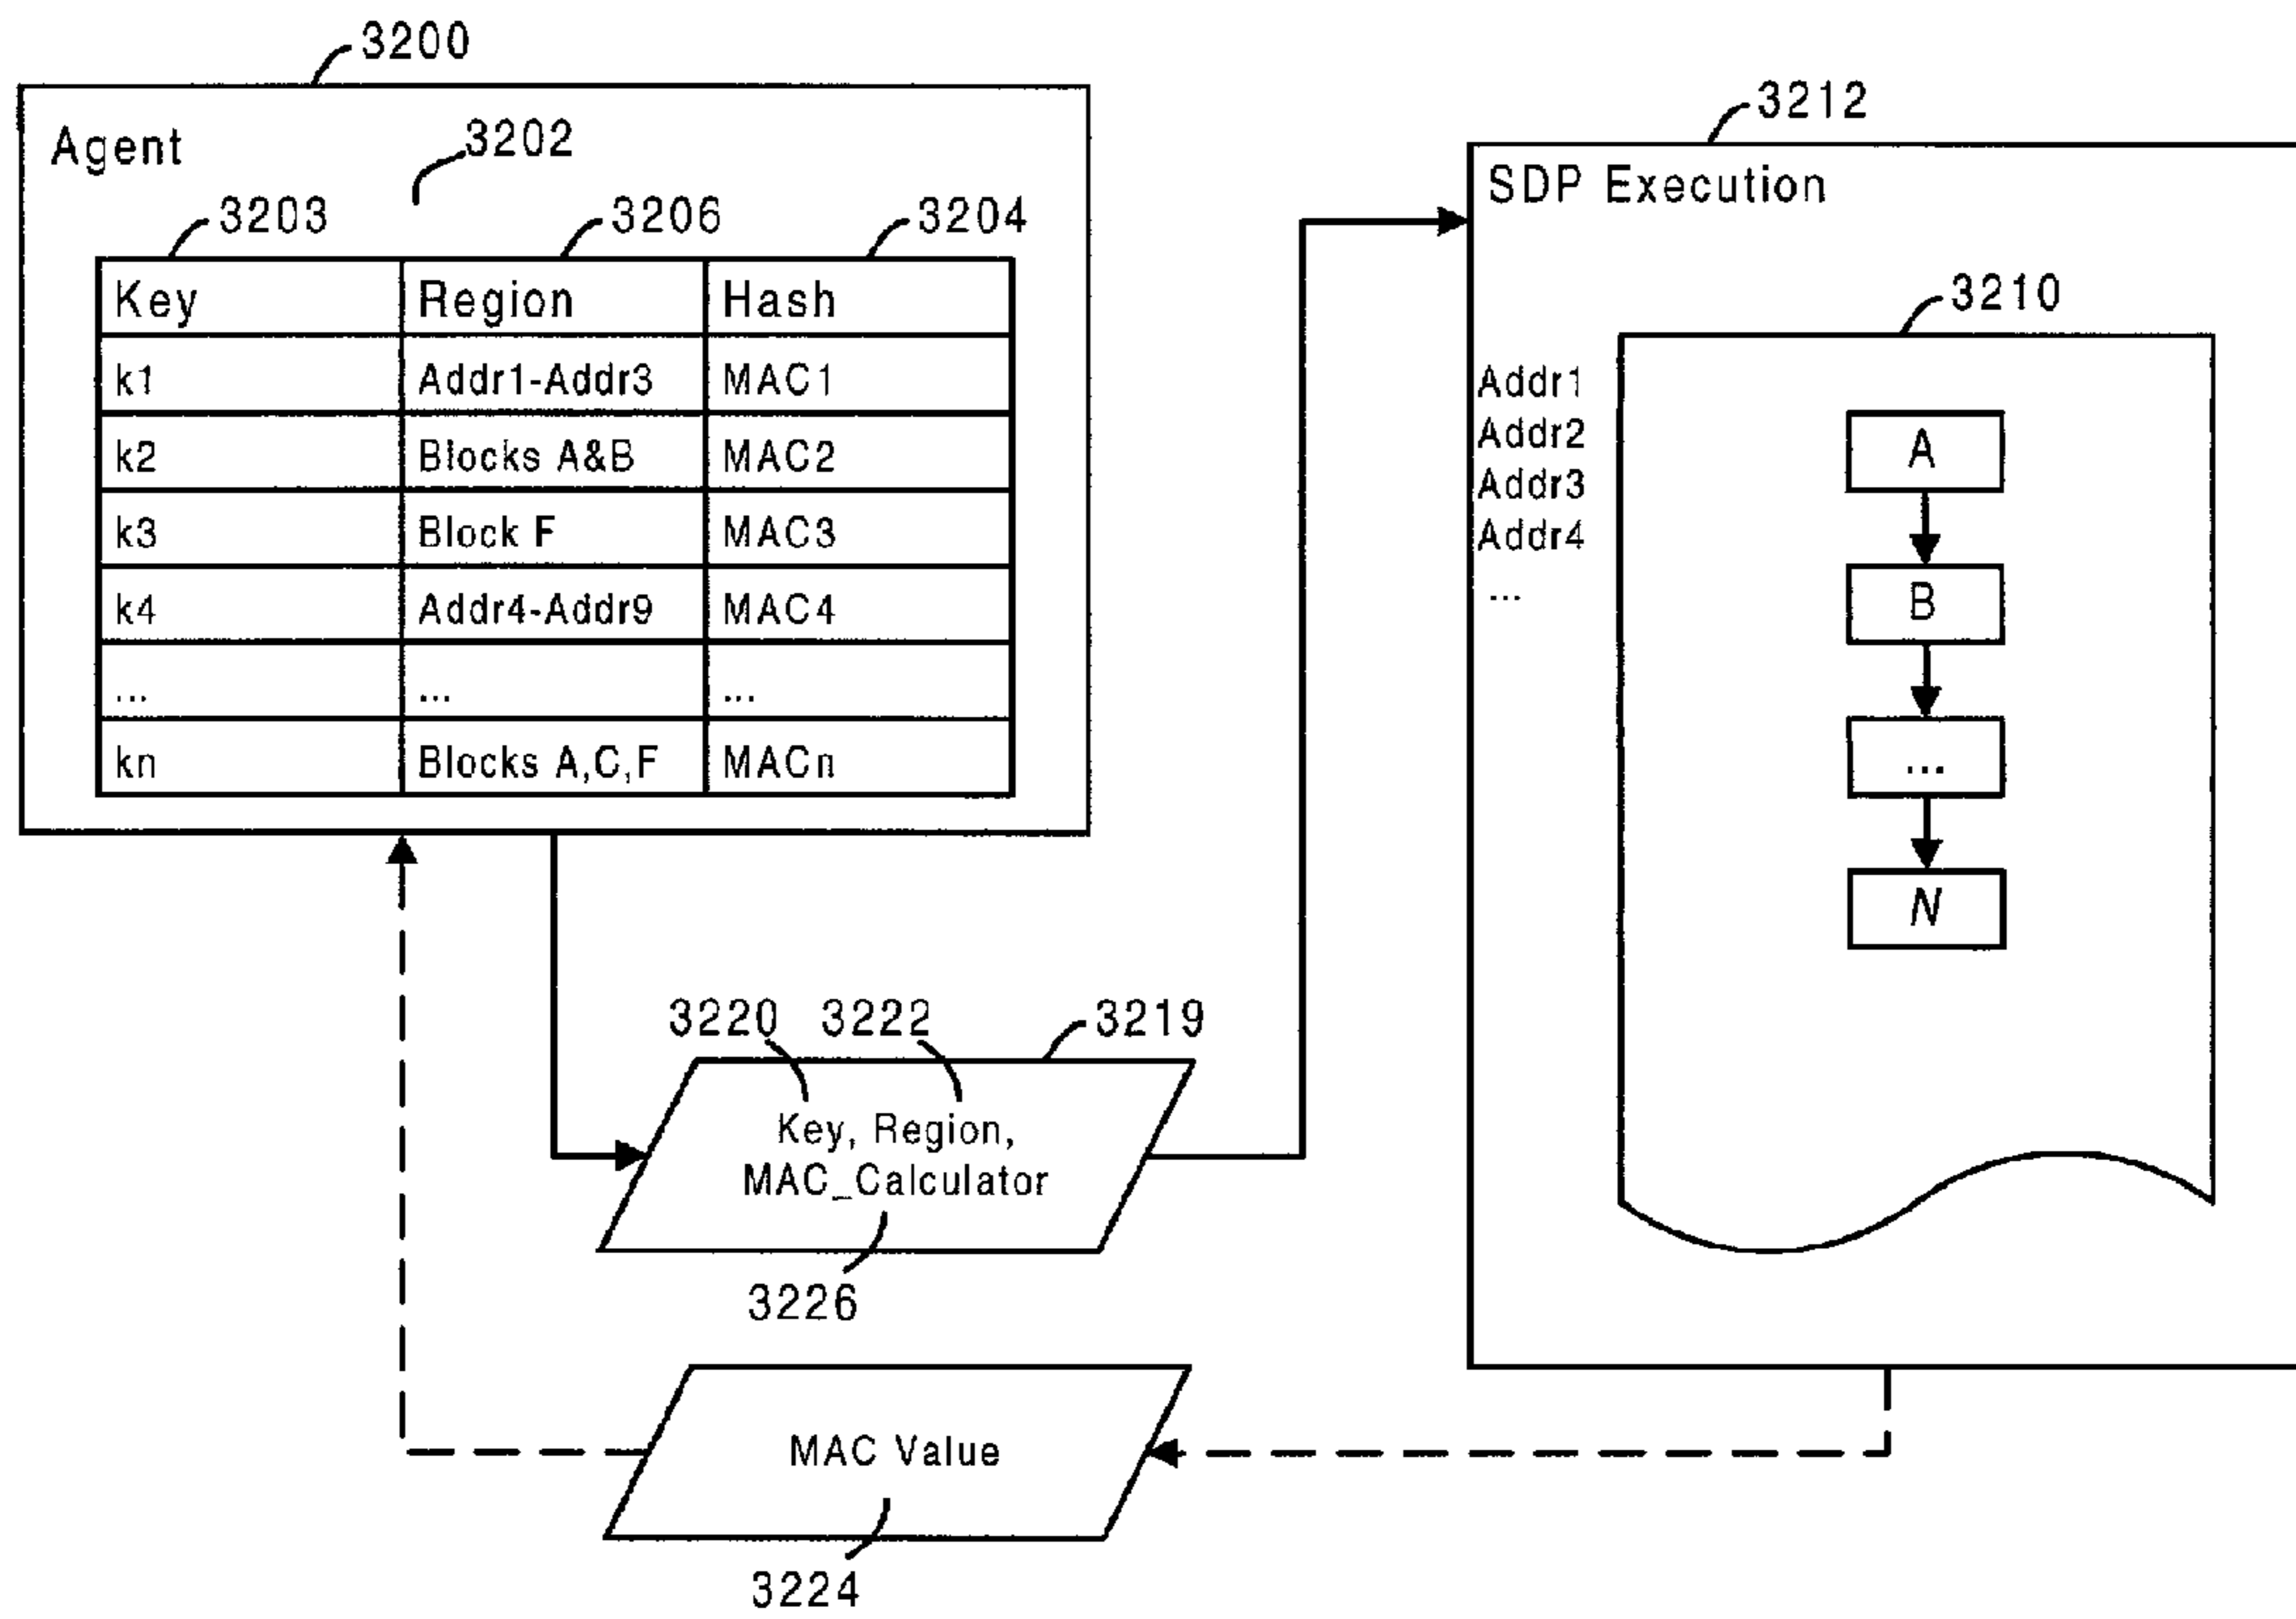 3200
Agent
3202
3203 3206 3204
Key Region Hash
k1 Addr1-Addr3 MAC1
k2 Blocks A&B MAC2
k3 Block F MAC3
k4 Addr4-Addr9 MAC4
... ... ...
kn Blocks A,C,F MACn
3212
SDP Execution
3210
Addr1
Addr2
Addr3
Addr4
...
A
B
...
N
3220 3222 3219
Key, Region,
MAC_Calculator
3226
MAC Value
3224